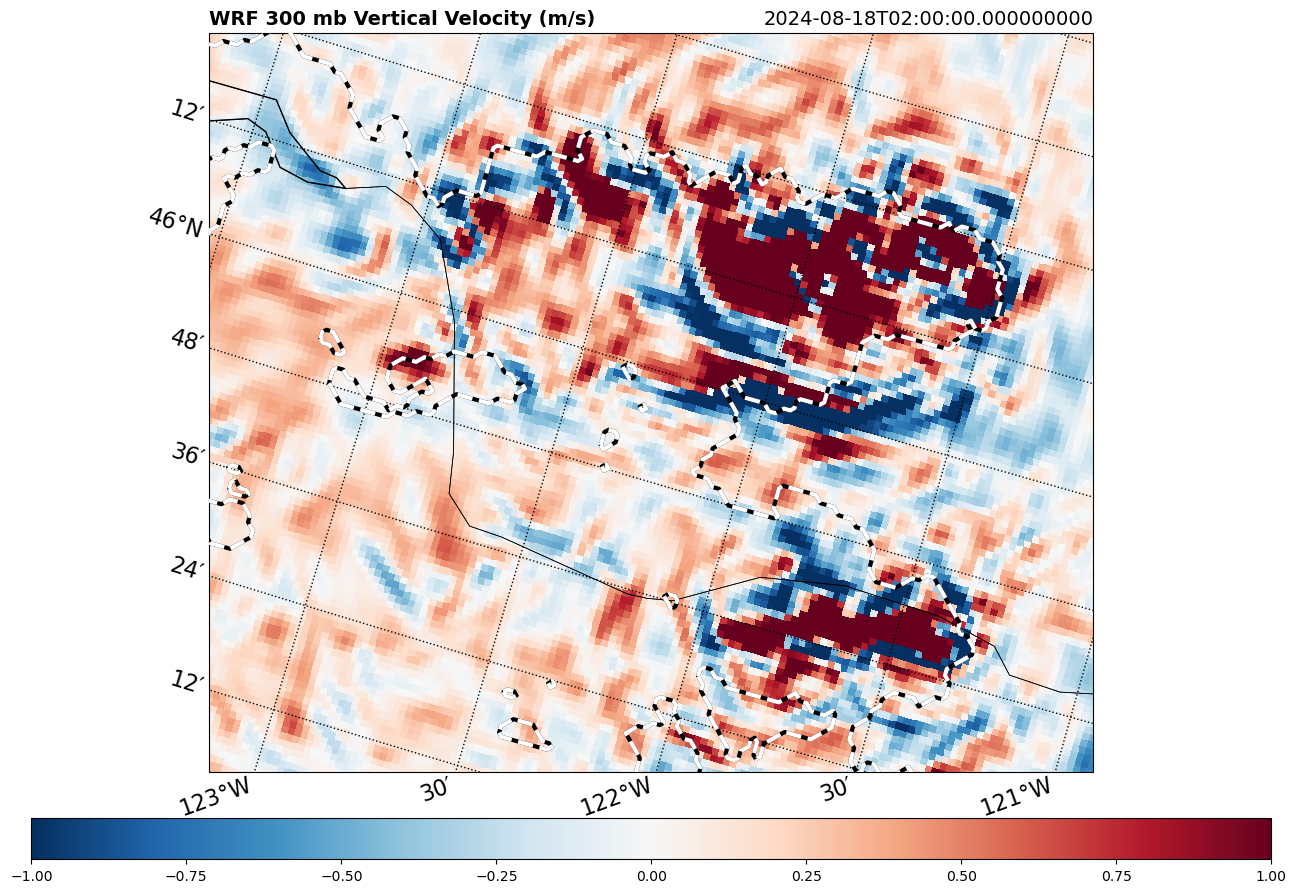 WRF 300 mb Vertical Velocity (m/s) 2024-08-18T02:00:00.000000000
12′
46°N
48′
36′
24′
12′
123°W 30′ 122°W 30′ 121°W
−1.00 −0.75 −0.50 −0.25 0.00 0.25 0.50 0.75 1.00